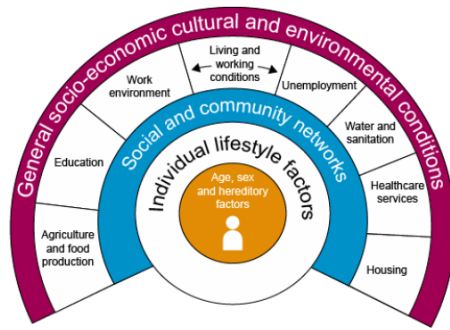 General socio-economic cultural and environmental conditions
Living and
working
conditions
Work
environment
Unemployment
Education
Water and
sanitation
Agriculture
and food
production
Healthcare
services
Housing
Social and community networks
Individual lifestyle factors
Age, sex
and hereditory
factors